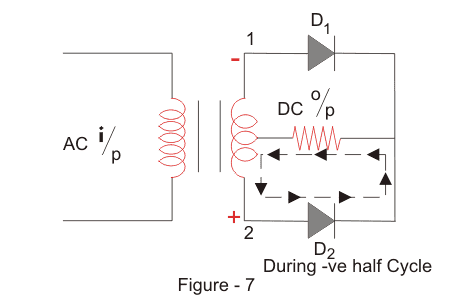 D1
1
-
DC o/p
AC i/p
+
2
D2
During -ve half Cycle
Figure - 7